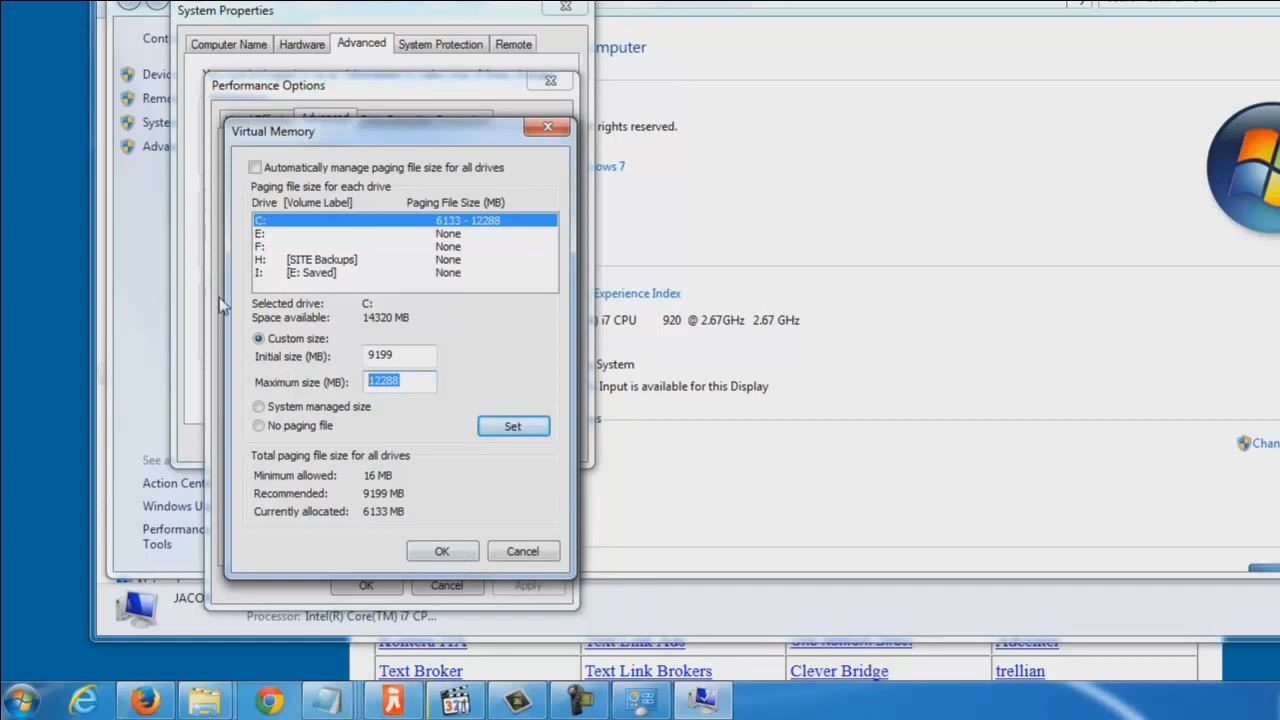 System Properties
Computer Name
Hardware
Advanced
System Protection
Remote
Performance Options
Virtual Memory
Automatically manage paging file size for all drives
Paging file size for each drive
Drive [Volume Label] Paging File Size (MB)
C: 6133 - 12288
E: None
F: None
H: [SITE Backups] None
I: [E: Saved] None
Selected drive: C:
Space available: 14320 MB
Custom size:
Initial size (MB): 9199
Maximum size (MB): 12288
System managed size
No paging file
Set
Total paging file size for all drives
Minimum allowed: 16 MB
Recommended: 9199 MB
Currently allocated: 6133 MB
OK Cancel
OK Cancel Apply
Cont
Devic
Remo
Syste
Adva
mputer
rights reserved.
ows 7
Experience Index
) i7 CPU 920 @ 2.67GHz 2.67 GHz
System
Input is available for this Display
s
Chan
See a
Action Cent
Windows U
Performanc
Tools
JACO
Processor: Intel(R) Core(TM) i7 CP...
Text Link Ads
Text Broker
Text Link Brokers
Clever Bridge
trellian
321